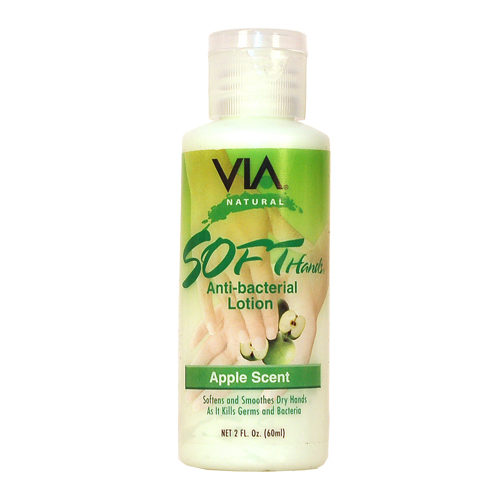 VIA®
NATURAL
SOFT Hands
Anti-bacterial
Lotion
Apple Scent
Softens and Smoothes Dry Hands
As It Kills Germs and Bacteria
NET 2 FL. Oz. (60ml)